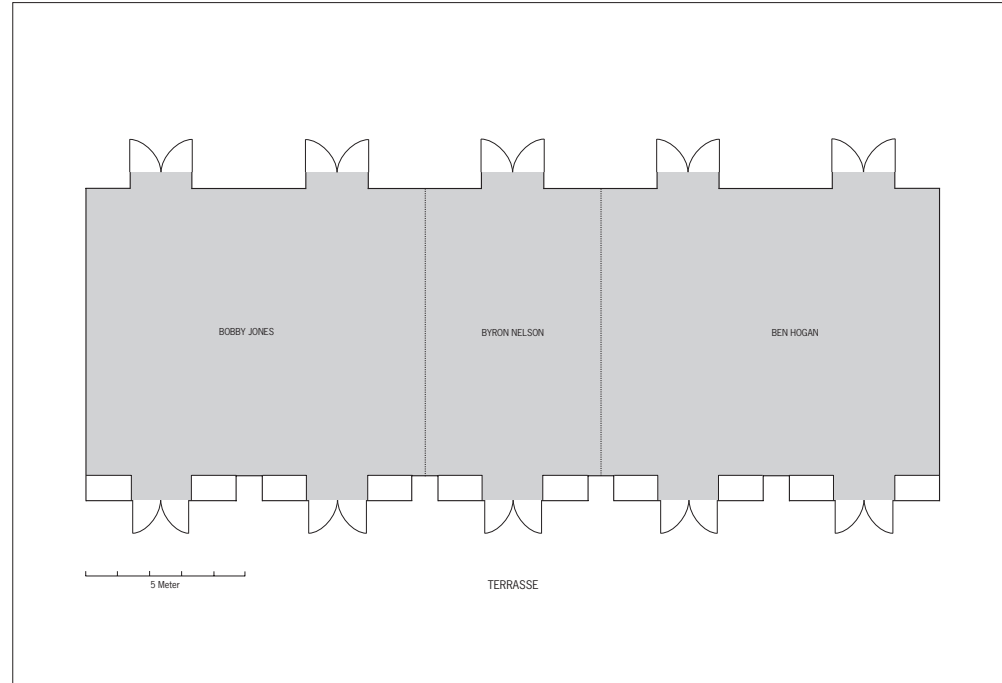 BOBBY JONES
BYRON NELSON
BEN HOGAN
5 Meter
TERRASSE